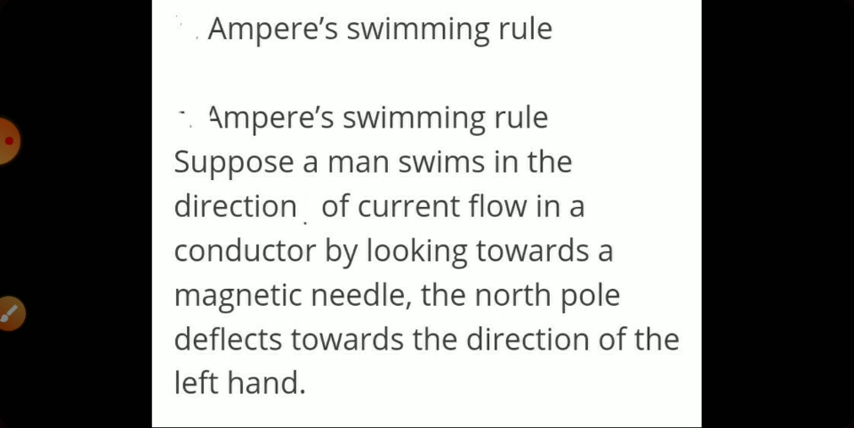 Ampere’s swimming rule
Ampere’s swimming rule
Suppose a man swims in the
direction of current flow in a
conductor by looking towards a
magnetic needle, the north pole
deflects towards the direction of the
left hand.